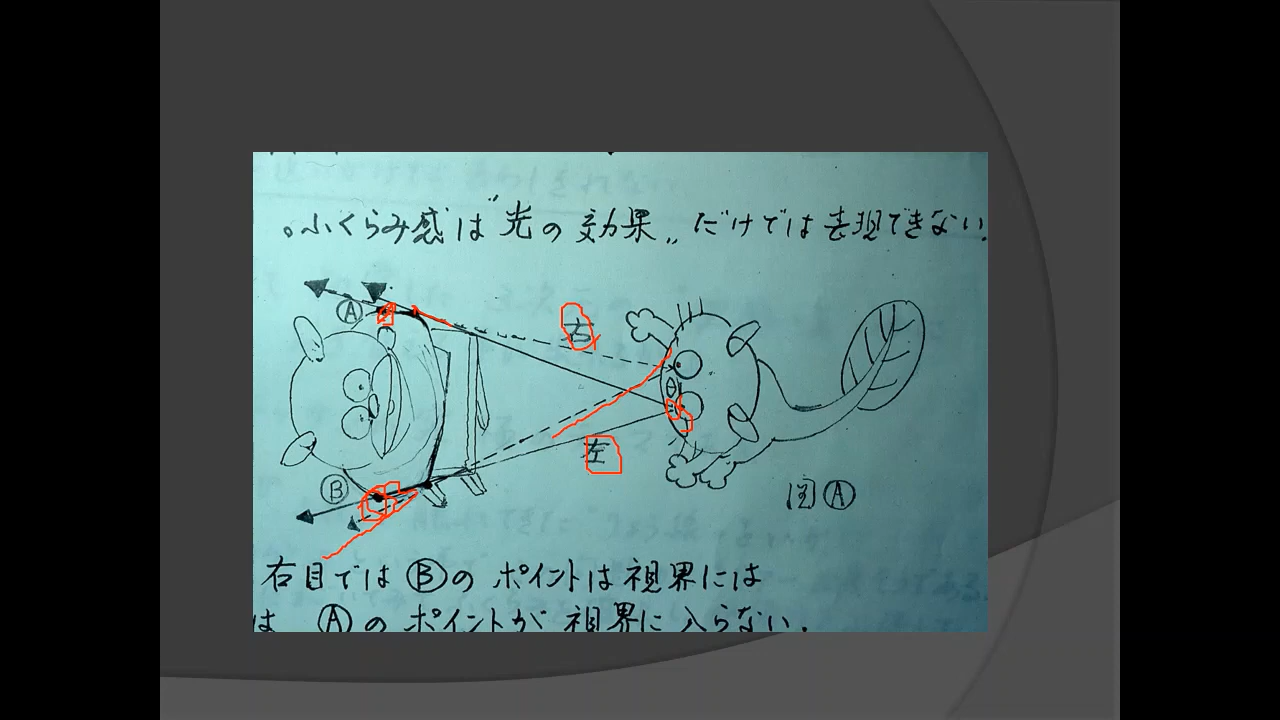 。ふくらみ感は〝光の効果〟だけでは表現できない.
Ⓐ
右
θ
左
Ⓑ
図Ⓐ
右目ではⒷのポイントは視界には
は Ⓐのポイントが視界に入らない.